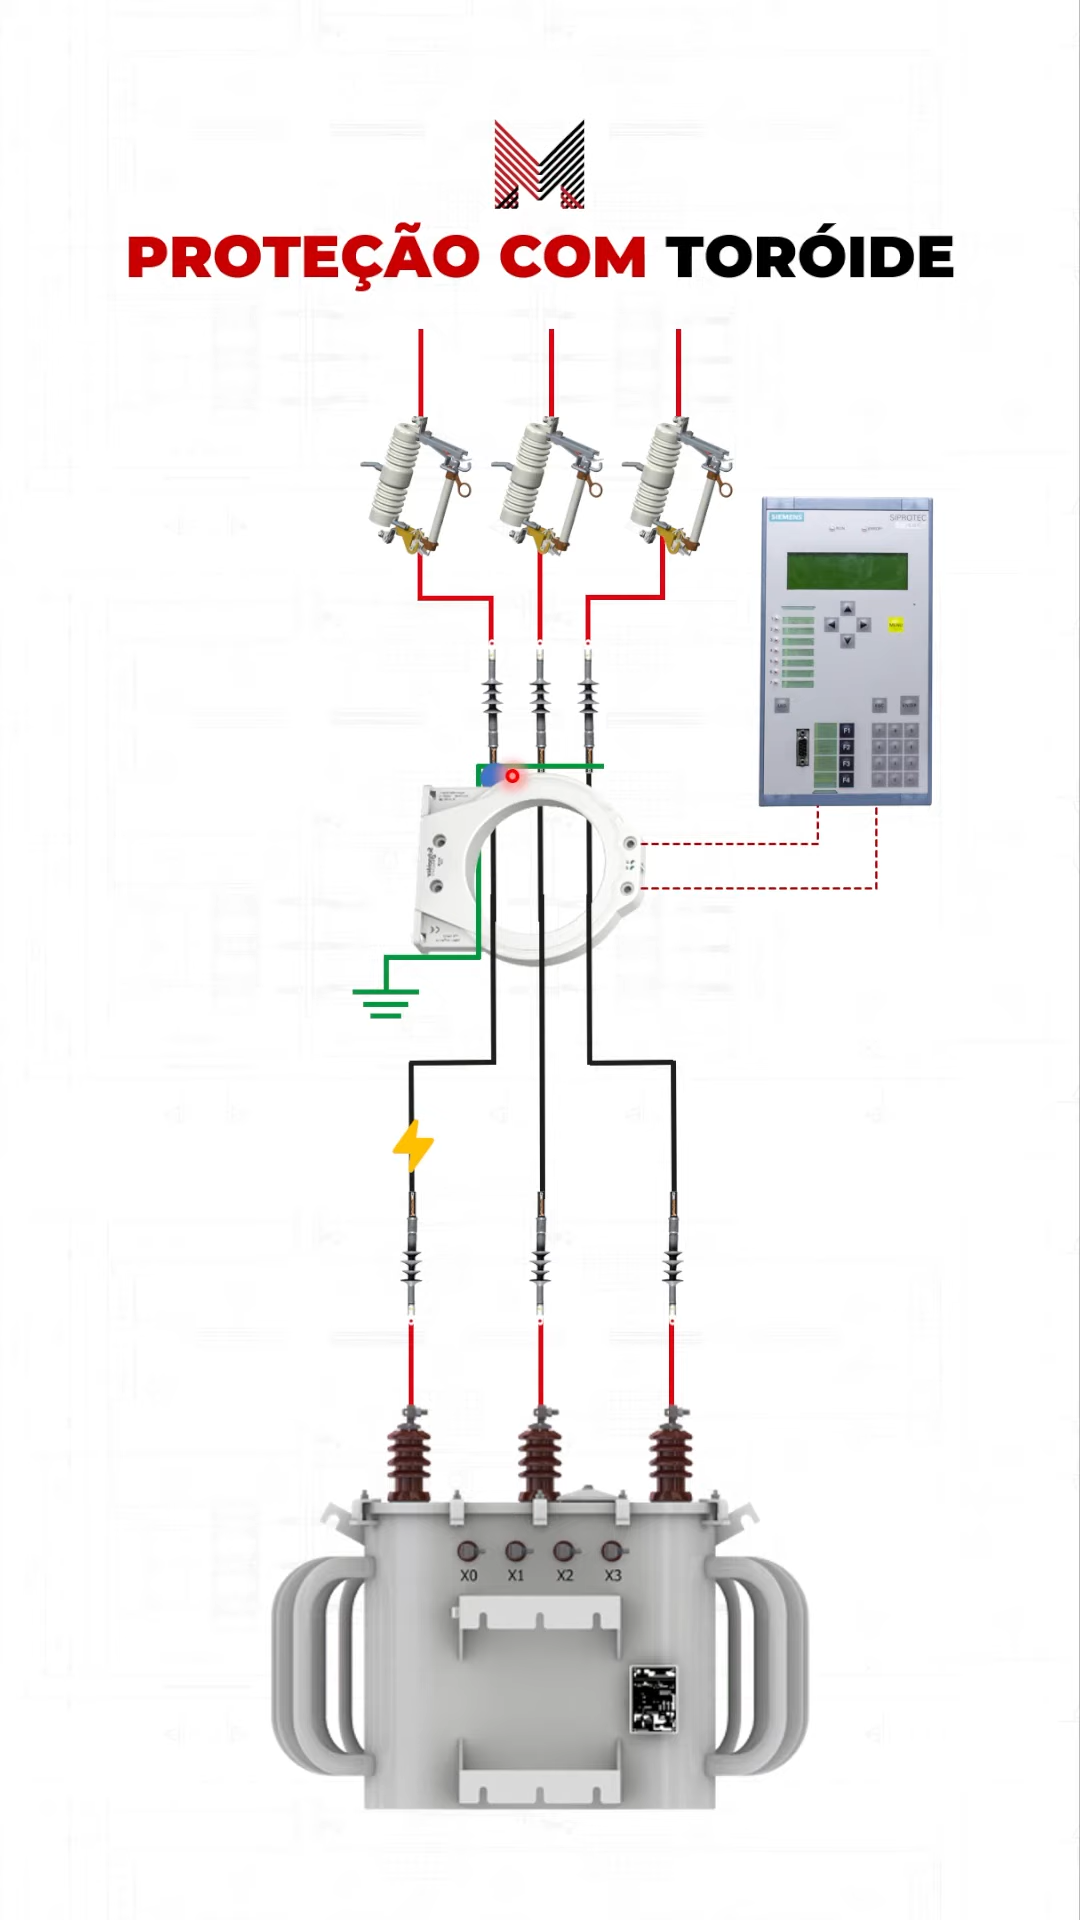 PROTEÇÃO COM TORÓIDE
SIEMENS
SIPROTEC
F1
F2
F3
F4
X0 X1 X2 X3